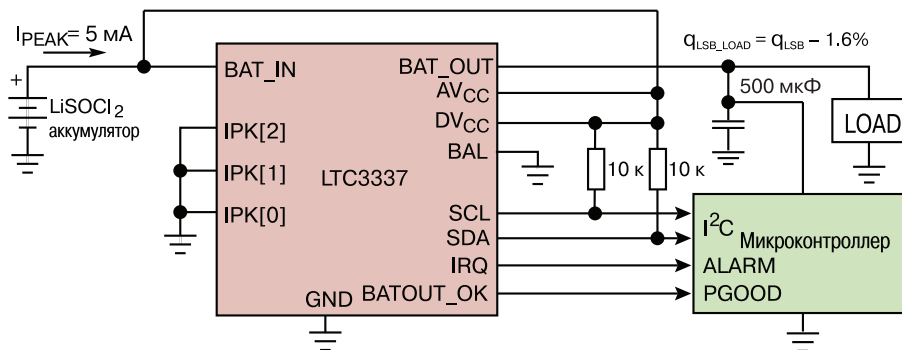 I_PEAK = 5 мА
q_LSB_LOAD = q_LSB – 1.6%
+
LiSOCl₂
аккумулятор
BAT_IN
BAT_OUT
500 мкФ
AV_CC
LOAD
IPK[2]
DV_CC
BAL
IPK[1]
LTC3337
10 к
10 к
IPK[0]
SCL
I²C
Микроконтроллер
SDA
IRQ
ALARM
GND
BATOUT_OK
PGOOD